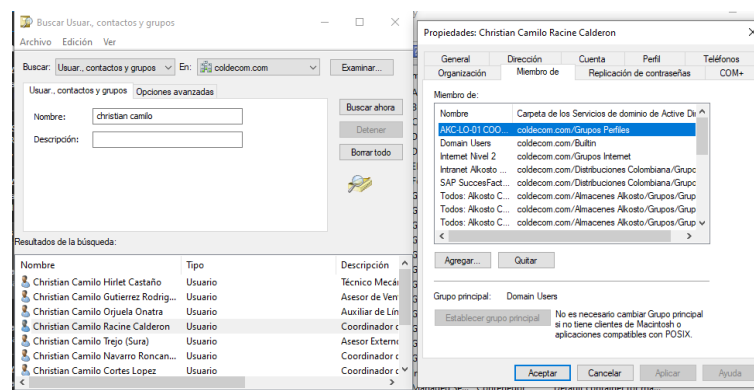 Buscar Usuar., contactos y grupos
Archivo Edición Ver
Buscar: Usuar., contactos y grupos En: coldecom.com Examinar...
Usuar., contactos y grupos Opciones avanzadas
Nombre: christian camilo
Descripción:
Buscar ahora
Detener
Borrar todo
Resultados de la búsqueda:
Nombre Tipo Descripción
Christian Camilo Hirlet Castaño Usuario Técnico Mecá
Christian Camilo Gutierrez Rodrig... Usuario Asesor de Ven
Christian Camilo Orjuela Onatra Usuario Auxiliar de Lín
Christian Camilo Racine Calderon Usuario Coordinador
Christian Camilo Trejo (Sura) Usuario Asesor Extern
Christian Camilo Navarro Roncan... Usuario Coordinador
Christian Camilo Cortes Lopez Usuario Coordinador
Propiedades: Christian Camilo Racine Calderon
General Dirección Cuenta Perfil Teléfonos
Organización Miembro de Replicación de contraseñas COM+
Miembro de:
Nombre Carpeta de los Servicios de dominio de Active Dir
AKC-LO-01 COO... coldecom.com/Grupos Perfiles
Domain Users coldecom.com/Builtin
Internet Nivel 2 coldecom.com/Grupos Internet
Intranet Alkosto ... coldecom.com/Distribuciones Colombiana/Grupc
SAP SuccesFact... coldecom.com/Distribuciones Colombiana/Grupc
Todos: Alkosto C... coldecom.com/Almacenes Alkosto/Grupos/Grup
Todos: Alkosto C... coldecom.com/Almacenes Alkosto/Grupos/Grup
Todos: Alkosto C... coldecom.com/Almacenes Alkosto/Grupos/Grup
Agregar... Quitar
Grupo principal: Domain Users
Establecer grupo principal
No es necesario cambiar Grupo principal
si no tiene clientes de Macintosh o
aplicaciones compatibles con POSIX.
Aceptar Cancelar Aplicar Ayuda